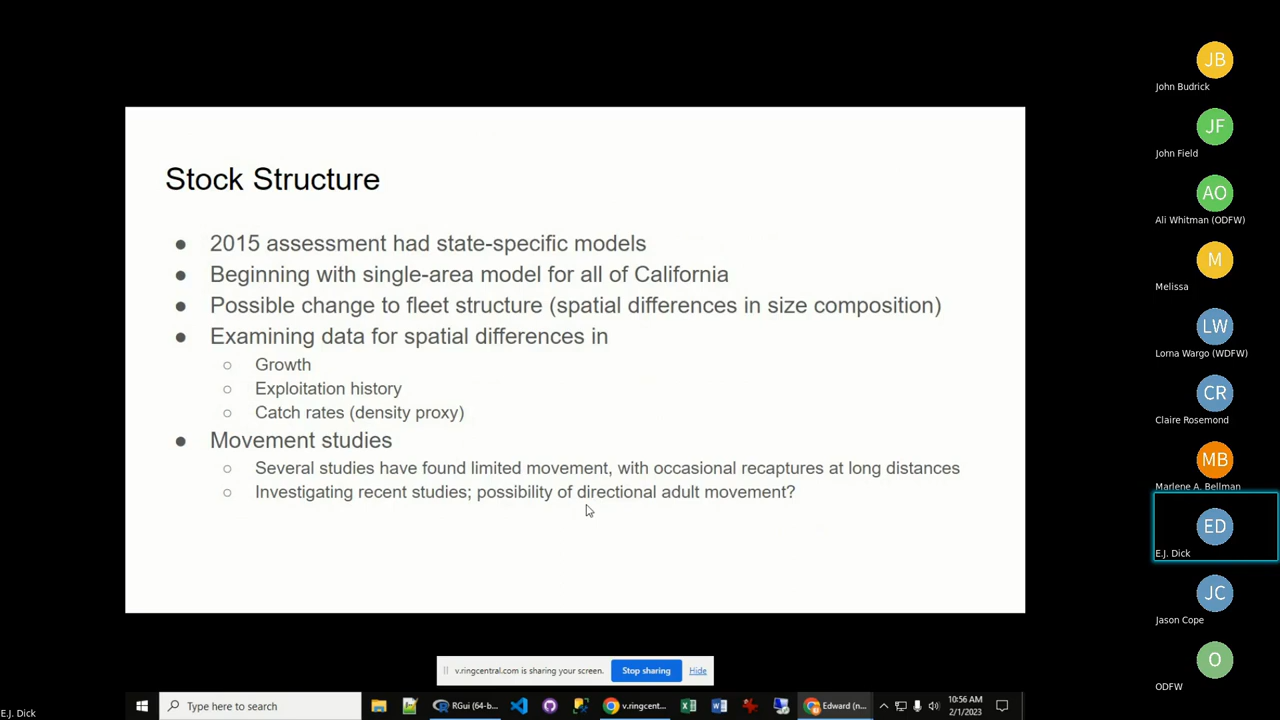 Stock Structure
● 2015 assessment had state-specific models
● Beginning with single-area model for all of California
● Possible change to fleet structure (spatial differences in size composition)
● Examining data for spatial differences in
○ Growth
○ Exploitation history
○ Catch rates (density proxy)
● Movement studies
○ Several studies have found limited movement, with occasional recaptures at long distances
○ Investigating recent studies; possibility of directional adult movement?
JB
John Budrick
JF
John Field
AO
Ali Whitman (ODFW)
M
Melissa
LW
Lorna Wargo (WDFW)
CR
Claire Rosemond
MB
Marlene A. Bellman
ED
E.J. Dick
JC
Jason Cope
O
ODFW
v.ringcentral.com is sharing your screen. Stop sharing Hide
Type here to search
RGui (64-b...
v.ringcent...
Edward (n...
10:56 AM
2/1/2023
E.J. Dick